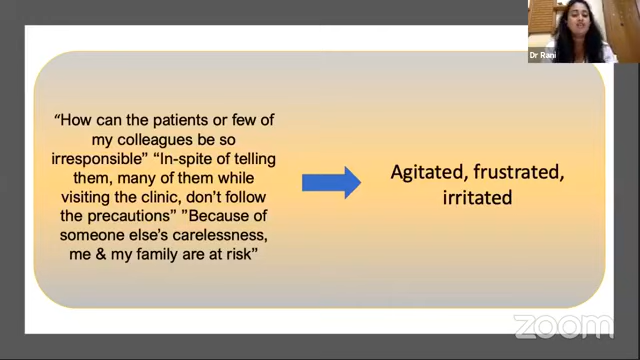 Dr Rani
“How can the patients or few of
my colleagues be so
irresponsible” “In-spite of telling
them, many of them while
visiting the clinic, don’t follow
the precautions” ”Because of
someone else’s carelessness,
me & my family are at risk”
Agitated, frustrated,
irritated
zoom